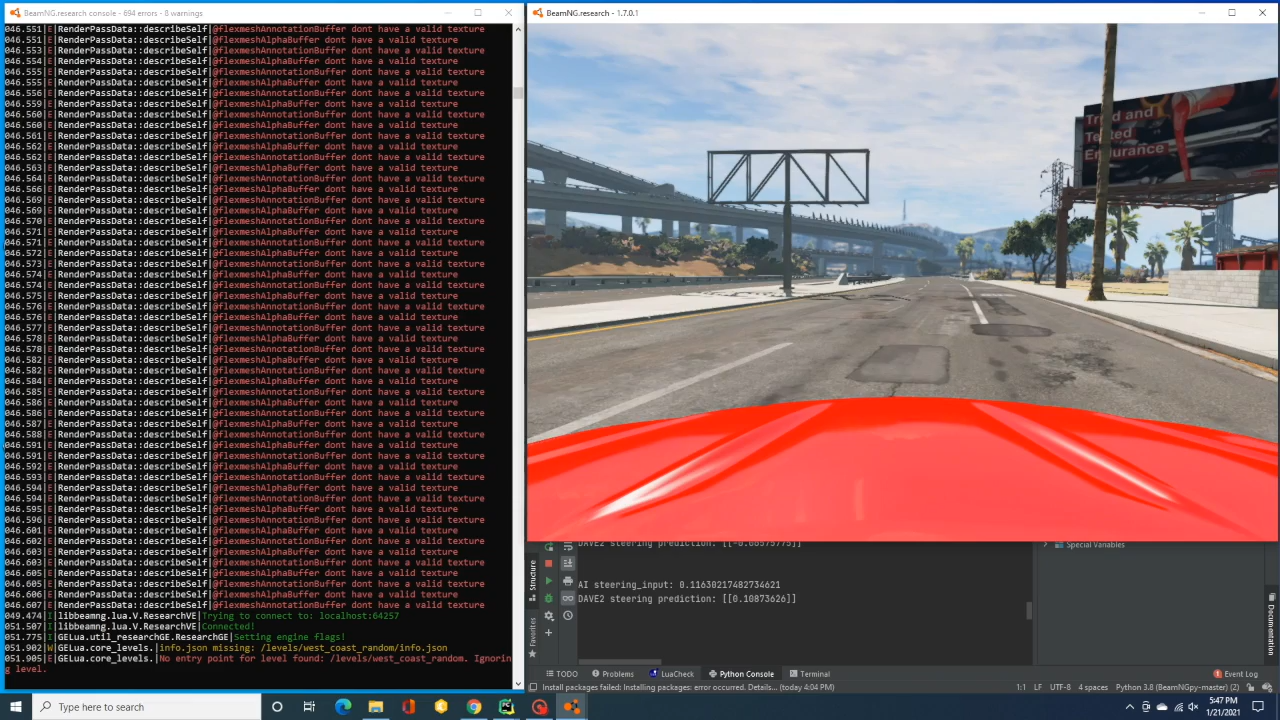 BeamNG.research console - 694 errors - 8 warnings
046.551|E|RenderPassData::describeSelf|@flexmeshAnnotationBuffer dont have a valid texture
046.551|E|RenderPassData::describeSelf|@flexmeshAlphaBuffer dont have a valid texture
046.553|E|RenderPassData::describeSelf|@flexmeshAnnotationBuffer dont have a valid texture
046.554|E|RenderPassData::describeSelf|@flexmeshAlphaBuffer dont have a valid texture
046.555|E|RenderPassData::describeSelf|@flexmeshAnnotationBuffer dont have a valid texture
046.555|E|RenderPassData::describeSelf|@flexmeshAlphaBuffer dont have a valid texture
046.556|E|RenderPassData::describeSelf|@flexmeshAnnotationBuffer dont have a valid texture
046.559|E|RenderPassData::describeSelf|@flexmeshAlphaBuffer dont have a valid texture
046.560|E|RenderPassData::describeSelf|@flexmeshAnnotationBuffer dont have a valid texture
046.560|E|RenderPassData::describeSelf|@flexmeshAlphaBuffer dont have a valid texture
046.561|E|RenderPassData::describeSelf|@flexmeshAnnotationBuffer dont have a valid texture
046.562|E|RenderPassData::describeSelf|@flexmeshAlphaBuffer dont have a valid texture
046.562|E|RenderPassData::describeSelf|@flexmeshAnnotationBuffer dont have a valid texture
046.563|E|RenderPassData::describeSelf|@flexmeshAlphaBuffer dont have a valid texture
046.564|E|RenderPassData::describeSelf|@flexmeshAnnotationBuffer dont have a valid texture
046.566|E|RenderPassData::describeSelf|@flexmeshAlphaBuffer dont have a valid texture
046.569|E|RenderPassData::describeSelf|@flexmeshAnnotationBuffer dont have a valid texture
046.569|E|RenderPassData::describeSelf|@flexmeshAlphaBuffer dont have a valid texture
046.570|E|RenderPassData::describeSelf|@flexmeshAnnotationBuffer dont have a valid texture
046.571|E|RenderPassData::describeSelf|@flexmeshAlphaBuffer dont have a valid texture
046.571|E|RenderPassData::describeSelf|@flexmeshAnnotationBuffer dont have a valid texture
046.572|E|RenderPassData::describeSelf|@flexmeshAlphaBuffer dont have a valid texture
046.573|E|RenderPassData::describeSelf|@flexmeshAnnotationBuffer dont have a valid texture
046.574|E|RenderPassData::describeSelf|@flexmeshAlphaBuffer dont have a valid texture
046.574|E|RenderPassData::describeSelf|@flexmeshAnnotationBuffer dont have a valid texture
046.575|E|RenderPassData::describeSelf|@flexmeshAlphaBuffer dont have a valid texture
046.576|E|RenderPassData::describeSelf|@flexmeshAnnotationBuffer dont have a valid texture
046.576|E|RenderPassData::describeSelf|@flexmeshAlphaBuffer dont have a valid texture
046.577|E|RenderPassData::describeSelf|@flexmeshAnnotationBuffer dont have a valid texture
046.578|E|RenderPassData::describeSelf|@flexmeshAlphaBuffer dont have a valid texture
046.578|E|RenderPassData::describeSelf|@flexmeshAnnotationBuffer dont have a valid texture
046.582|E|RenderPassData::describeSelf|@flexmeshAlphaBuffer dont have a valid texture
046.582|E|RenderPassData::describeSelf|@flexmeshAnnotationBuffer dont have a valid texture
046.584|E|RenderPassData::describeSelf|@flexmeshAlphaBuffer dont have a valid texture
046.585|E|RenderPassData::describeSelf|@flexmeshAnnotationBuffer dont have a valid texture
046.586|E|RenderPassData::describeSelf|@flexmeshAlphaBuffer dont have a valid texture
046.586|E|RenderPassData::describeSelf|@flexmeshAnnotationBuffer dont have a valid texture
046.587|E|RenderPassData::describeSelf|@flexmeshAlphaBuffer dont have a valid texture
046.588|E|RenderPassData::describeSelf|@flexmeshAnnotationBuffer dont have a valid texture
046.591|E|RenderPassData::describeSelf|@flexmeshAlphaBuffer dont have a valid texture
046.591|E|RenderPassData::describeSelf|@flexmeshAnnotationBuffer dont have a valid texture
046.592|E|RenderPassData::describeSelf|@flexmeshAlphaBuffer dont have a valid texture
046.593|E|RenderPassData::describeSelf|@flexmeshAnnotationBuffer dont have a valid texture
046.594|E|RenderPassData::describeSelf|@flexmeshAlphaBuffer dont have a valid texture
046.594|E|RenderPassData::describeSelf|@flexmeshAnnotationBuffer dont have a valid texture
046.595|E|RenderPassData::describeSelf|@flexmeshAlphaBuffer dont have a valid texture
046.596|E|RenderPassData::describeSelf|@flexmeshAnnotationBuffer dont have a valid texture
046.601|E|RenderPassData::describeSelf|@flexmeshAlphaBuffer dont have a valid texture
046.602|E|RenderPassData::describeSelf|@flexmeshAnnotationBuffer dont have a valid texture
046.603|E|RenderPassData::describeSelf|@flexmeshAlphaBuffer dont have a valid texture
046.603|E|RenderPassData::describeSelf|@flexmeshAnnotationBuffer dont have a valid texture
046.605|E|RenderPassData::describeSelf|@flexmeshAlphaBuffer dont have a valid texture
046.605|E|RenderPassData::describeSelf|@flexmeshAnnotationBuffer dont have a valid texture
046.606|E|RenderPassData::describeSelf|@flexmeshAlphaBuffer dont have a valid texture
046.607|E|RenderPassData::describeSelf|@flexmeshAnnotationBuffer dont have a valid texture
049.474|I|libbeamng.lua.V.ResearchVE|Trying to connect to: localhost:64257
051.507|I|libbeamng.lua.V.ResearchVE|Connected!
051.775|I|GELua.util_researchGE.ResearchGE|Setting engine flags!
051.902|W|GELua.core_levels.|info.json missing: /levels/west_coast_random/info.json
051.905|E|GELua.core_levels.|No entry point for level found: /levels/west_coast_random. Ignorin
g level.
BeamNG.research - 1.7.0.1
Tried and
Tested
Endurance
DAVE2 steering prediction: [[-0.08575775]]
AI steering_input: 0.11630217482734621
DAVE2 steering prediction: [[0.10873626]]
Special Variables
Structure
Favorites
Documentation
TODO
Problems
LuaCheck
Python Console
Terminal
Event Log
Install packages failed: Installing packages: error occurred. Details... (today 4:04 PM)
1:1 LF UTF-8 4 spaces Python 3.8 (BeamNGpy-master) (2)
Type here to search
5:47 PM
1/21/2021